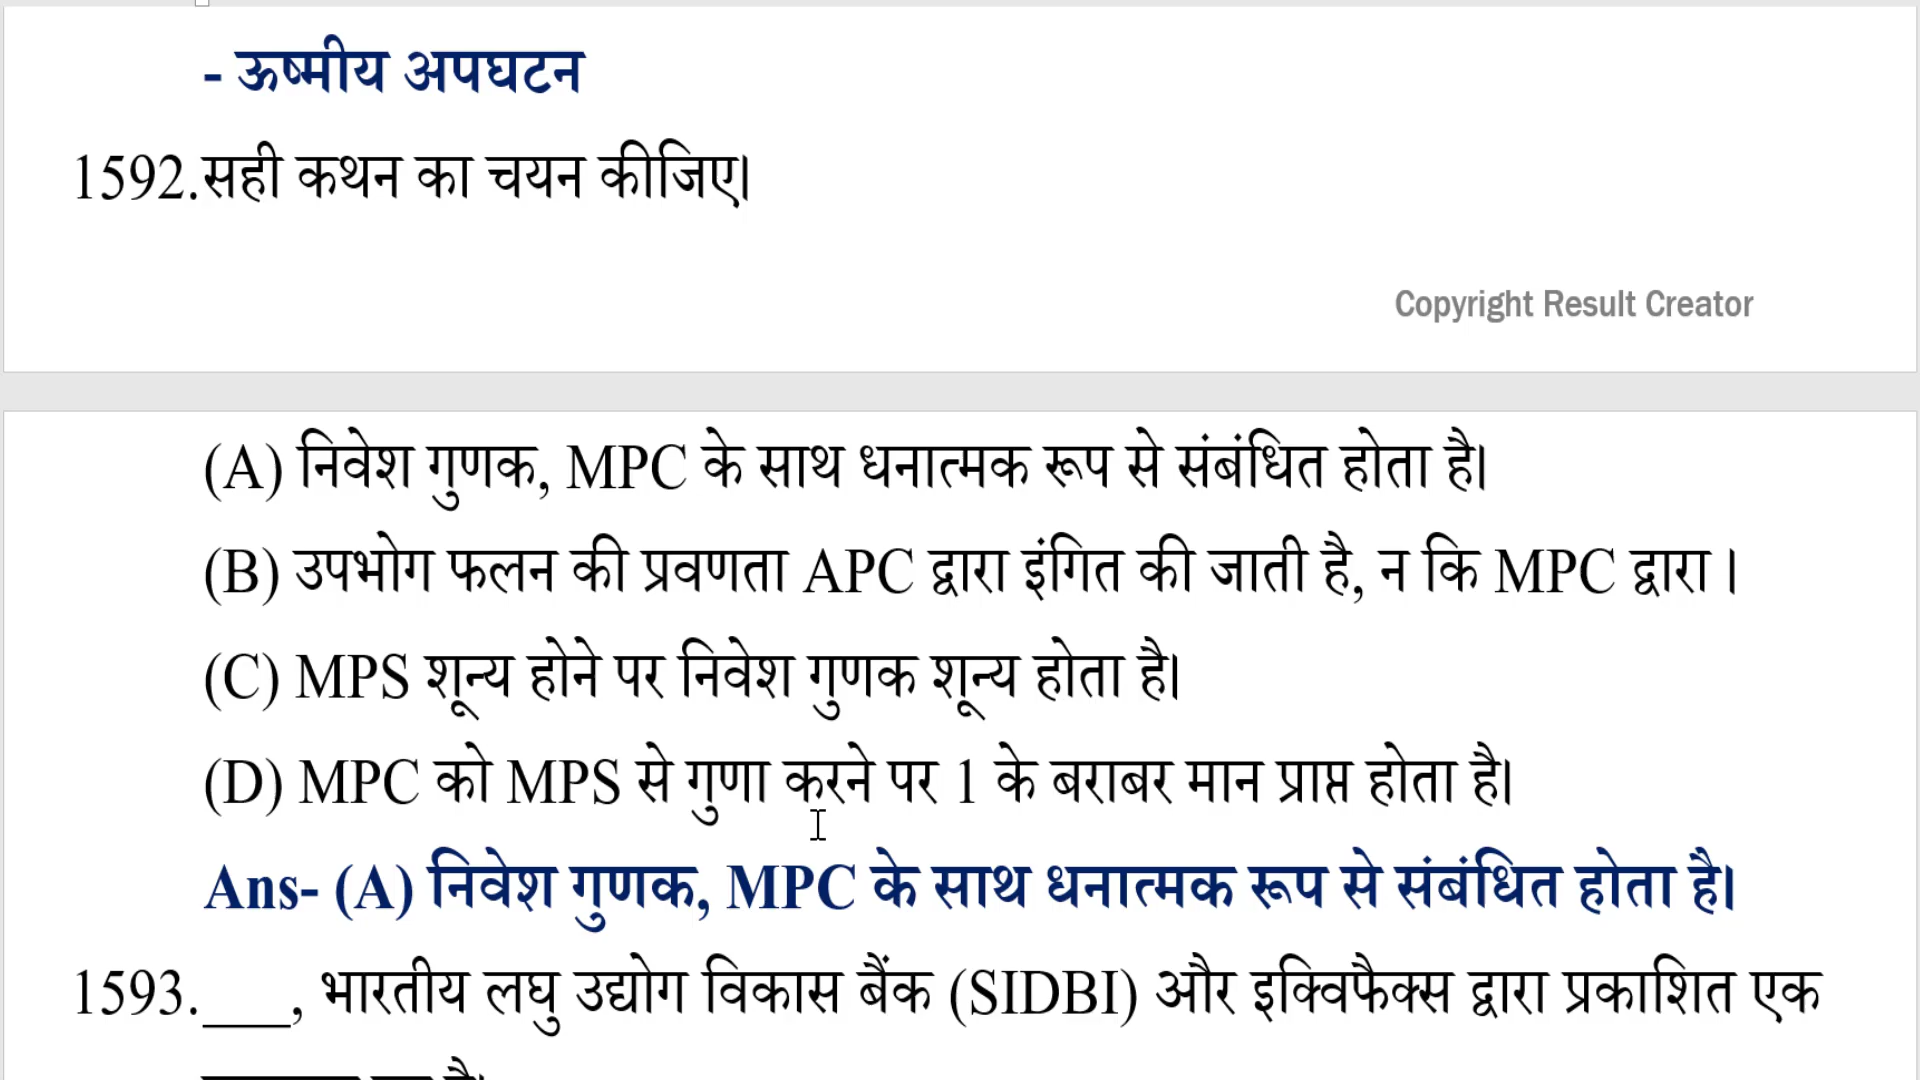 - ऊष्मीय अपघटन
1592.सही कथन का चयन कीजिए।
Copyright Result Creator
(A) निवेश गुणक, MPC के साथ धनात्मक रूप से संबंधित होता है।
(B) उपभोग फलन की प्रवणता APC द्वारा इंगित की जाती है, न कि MPC द्वारा।
(C) MPS शून्य होने पर निवेश गुणक शून्य होता है।
(D) MPC को MPS से गुणा करने पर 1 के बराबर मान प्राप्त होता है।
Ans- (A) निवेश गुणक, MPC के साथ धनात्मक रूप से संबंधित होता है।
1593.___, भारतीय लघु उद्योग विकास बैंक (SIDBI) और इक्विफैक्स द्वारा प्रकाशित एक